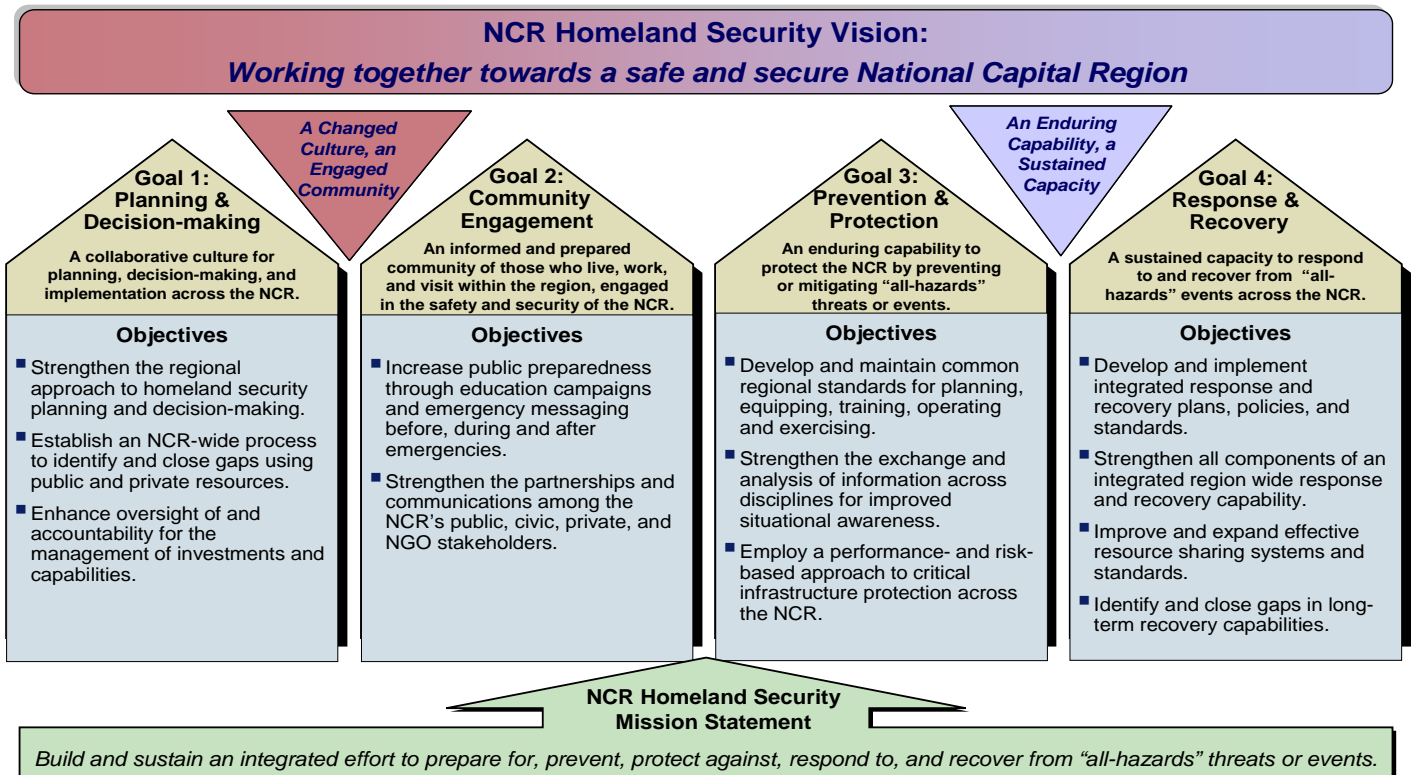 NCR Homeland Security Vision:
Working together towards a safe and secure National Capital Region
A Changed
Culture, an
Engaged
Community
An Enduring
Capability, a
Sustained
Capacity
Goal 1:
Planning &
Decision-making
A collaborative culture for
planning, decision-making, and
implementation across the NCR.
Objectives
▪ Strengthen the regional
approach to homeland security
planning and decision-making.
▪ Establish an NCR-wide process
to identify and close gaps using
public and private resources.
▪ Enhance oversight of and
accountability for the
management of investments and
capabilities.
Goal 2:
Community
Engagement
An informed and prepared
community of those who live, work,
and visit within the region, engaged
in the safety and security of the NCR.
Objectives
▪ Increase public preparedness
through education campaigns
and emergency messaging
before, during and after
emergencies.
▪ Strengthen the partnerships and
communications among the
NCR's public, civic, private, and
NGO stakeholders.
Goal 3:
Prevention &
Protection
An enduring capability to
protect the NCR by preventing
or mitigating “all-hazards”
threats or events.
Objectives
▪ Develop and maintain common
regional standards for planning,
equipping, training, operating
and exercising.
▪ Strengthen the exchange and
analysis of information across
disciplines for improved
situational awareness.
▪ Employ a performance- and risk-
based approach to critical
infrastructure protection across
the NCR.
Goal 4:
Response &
Recovery
A sustained capacity to respond
to and recover from “all-
hazards” events across the NCR.
Objectives
▪ Develop and implement
integrated response and
recovery plans, policies, and
standards.
▪ Strengthen all components of an
integrated region wide response
and recovery capability.
▪ Improve and expand effective
resource sharing systems and
standards.
▪ Identify and close gaps in long-
term recovery capabilities.
NCR Homeland Security
Mission Statement
Build and sustain an integrated effort to prepare for, prevent, protect against, respond to, and recover from “all-hazards” threats or events.